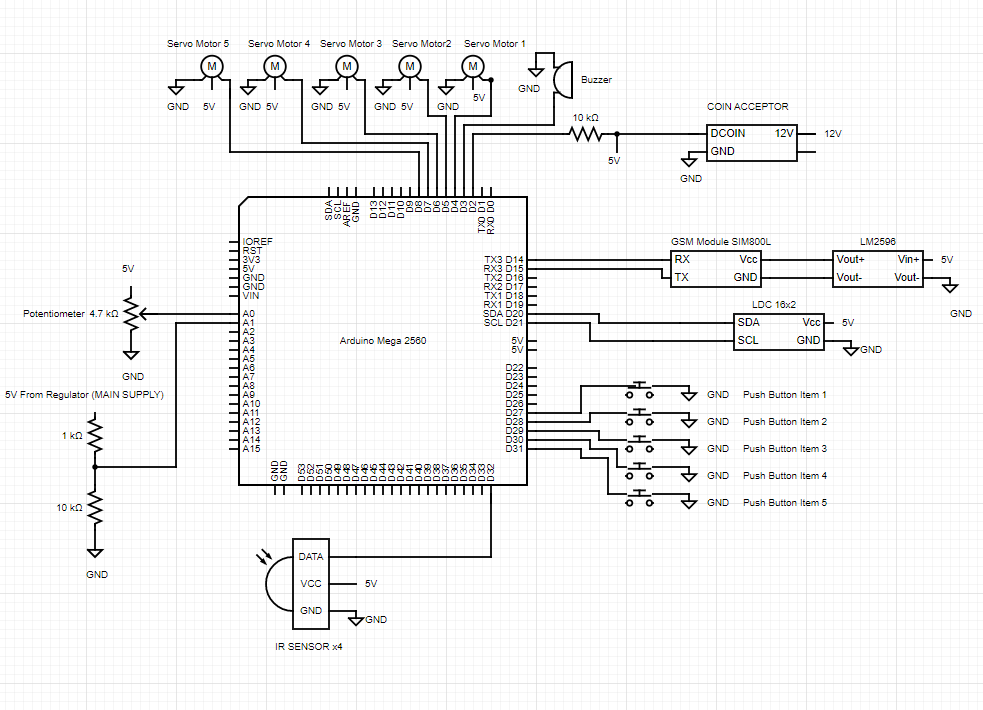 Servo Motor 5 Servo Motor 4 Servo Motor 3 Servo Motor2 Servo Motor 1
M M M M M
Buzzer
GND
5V
GND 5V GND 5V GND 5V GND 5V GND
COIN ACCEPTOR
10 kΩ
DCOIN 12V 12V
GND
5V
GND
SDA
SCL
AREF
GND
D13
D12
D11
D10
D9
D8
D7
D6
D5
D4
D3
D2
TX0 D1
RX0 D0
IOREF
RST
3V3
5V
GND
GND
VIN
A0
A1
A2
A3
A4
A5
A6
A7
A8
A9
A10
A11
A12
A13
A14
A15
Arduino Mega 2560
TX3 D14
RX3 D15
TX2 D16
RX2 D17
TX1 D18
RX1 D19
SDA D20
SCL D21
5V
5V
D22
D23
D24
D25
D26
D27
D28
D29
D30
D31
GND
GND
D53
D52
D51
D50
D49
D48
D47
D46
D45
D44
D43
D42
D41
D40
D39
D38
D37
D36
D35
D34
D33
D32
5V
Potentiometer 4.7 kΩ
GND
5V From Regulator (MAIN SUPPLY)
1 kΩ
10 kΩ
GND
GSM Module SIM800L
RX Vcc
TX GND
LM2596
Vout+ Vin+ 5V
Vout- Vout-
GND
LDC 16x2
SDA Vcc 5V
SCL GND
GND
GND Push Button Item 1
GND Push Button Item 2
GND Push Button Item 3
GND Push Button Item 4
GND Push Button Item 5
DATA
VCC 5V
GND GND
IR SENSOR x4